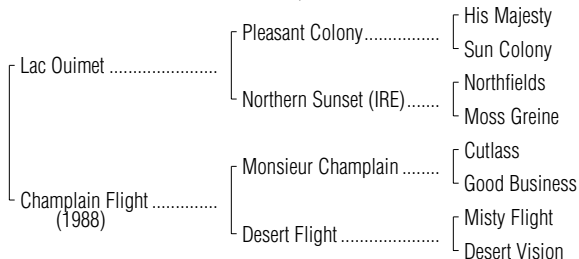 His Majesty
Pleasant Colony.................
Sun Colony
Lac Ouimet ........................
Northfields
Northern Sunset (IRE).......
Moss Greine
Cutlass
Monsieur Champlain ........
Good Business
Champlain Flight ..............
(1988)
Misty Flight
Desert Flight ......................
Desert Vision